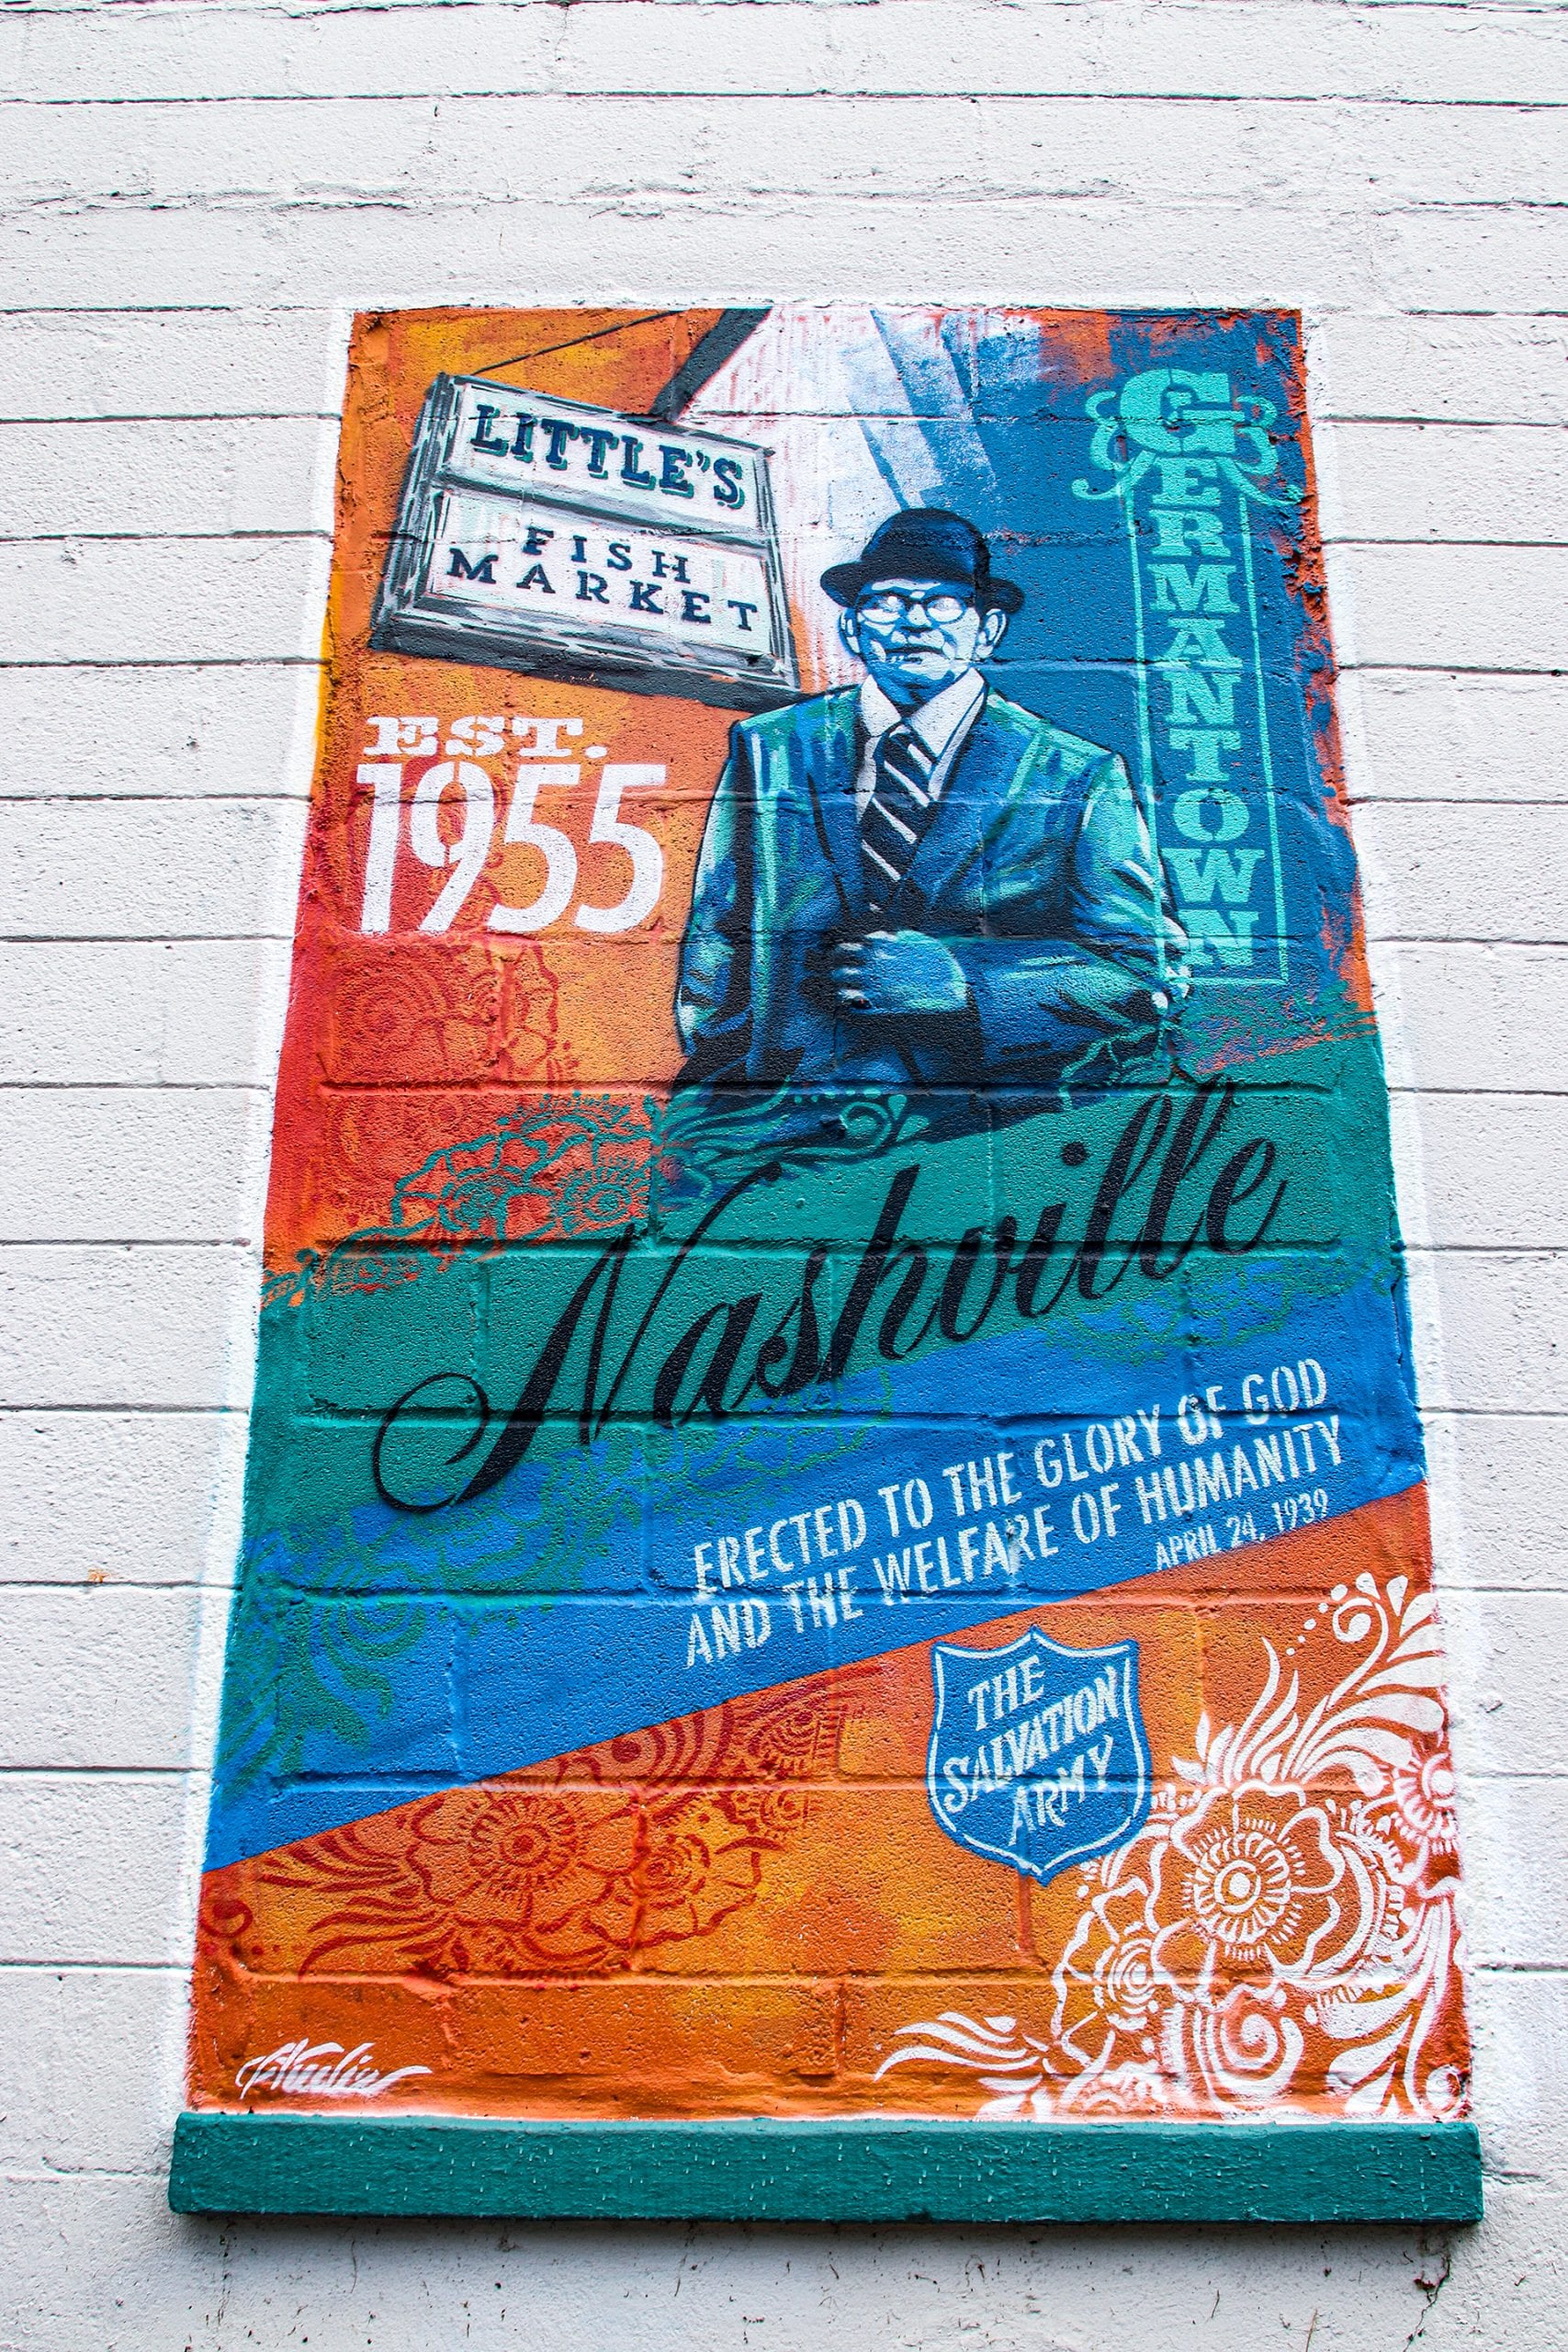 LITTLE'S
FISH
MARKET
GERMANTOWN
EST.
1955
Nashville
ERECTED TO THE GLORY OF GOD
AND THE WELFARE OF HUMANITY
APRIL 24, 1939
THE
SALVATION
ARMY